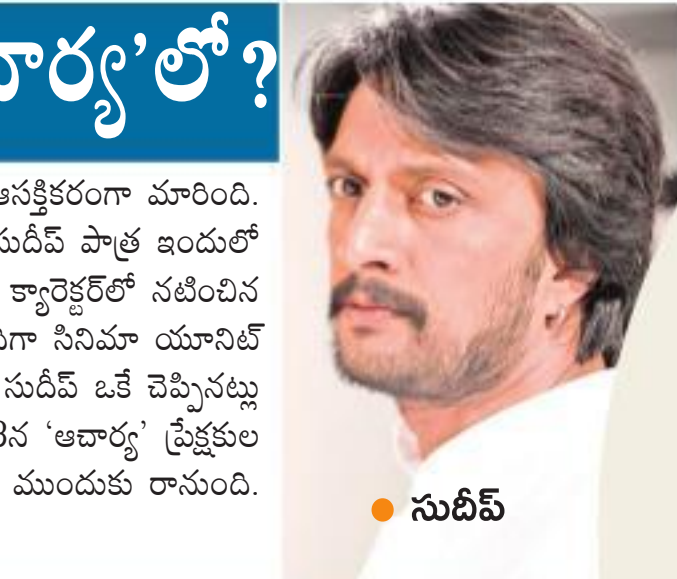 చార్య’లో?
ఆసక్తికరంగా మారింది.
సుదీప్ పాత్ర ఇందులో
క్యారెక్టర్‌లో నటించిన
సినిమా యూనిట్
సుదీప్ ఒకే చెప్పినట్లు
3న ‘ఆచార్య’ ప్రేక్షకుల
ముందుకు రానుంది.
సుదీప్